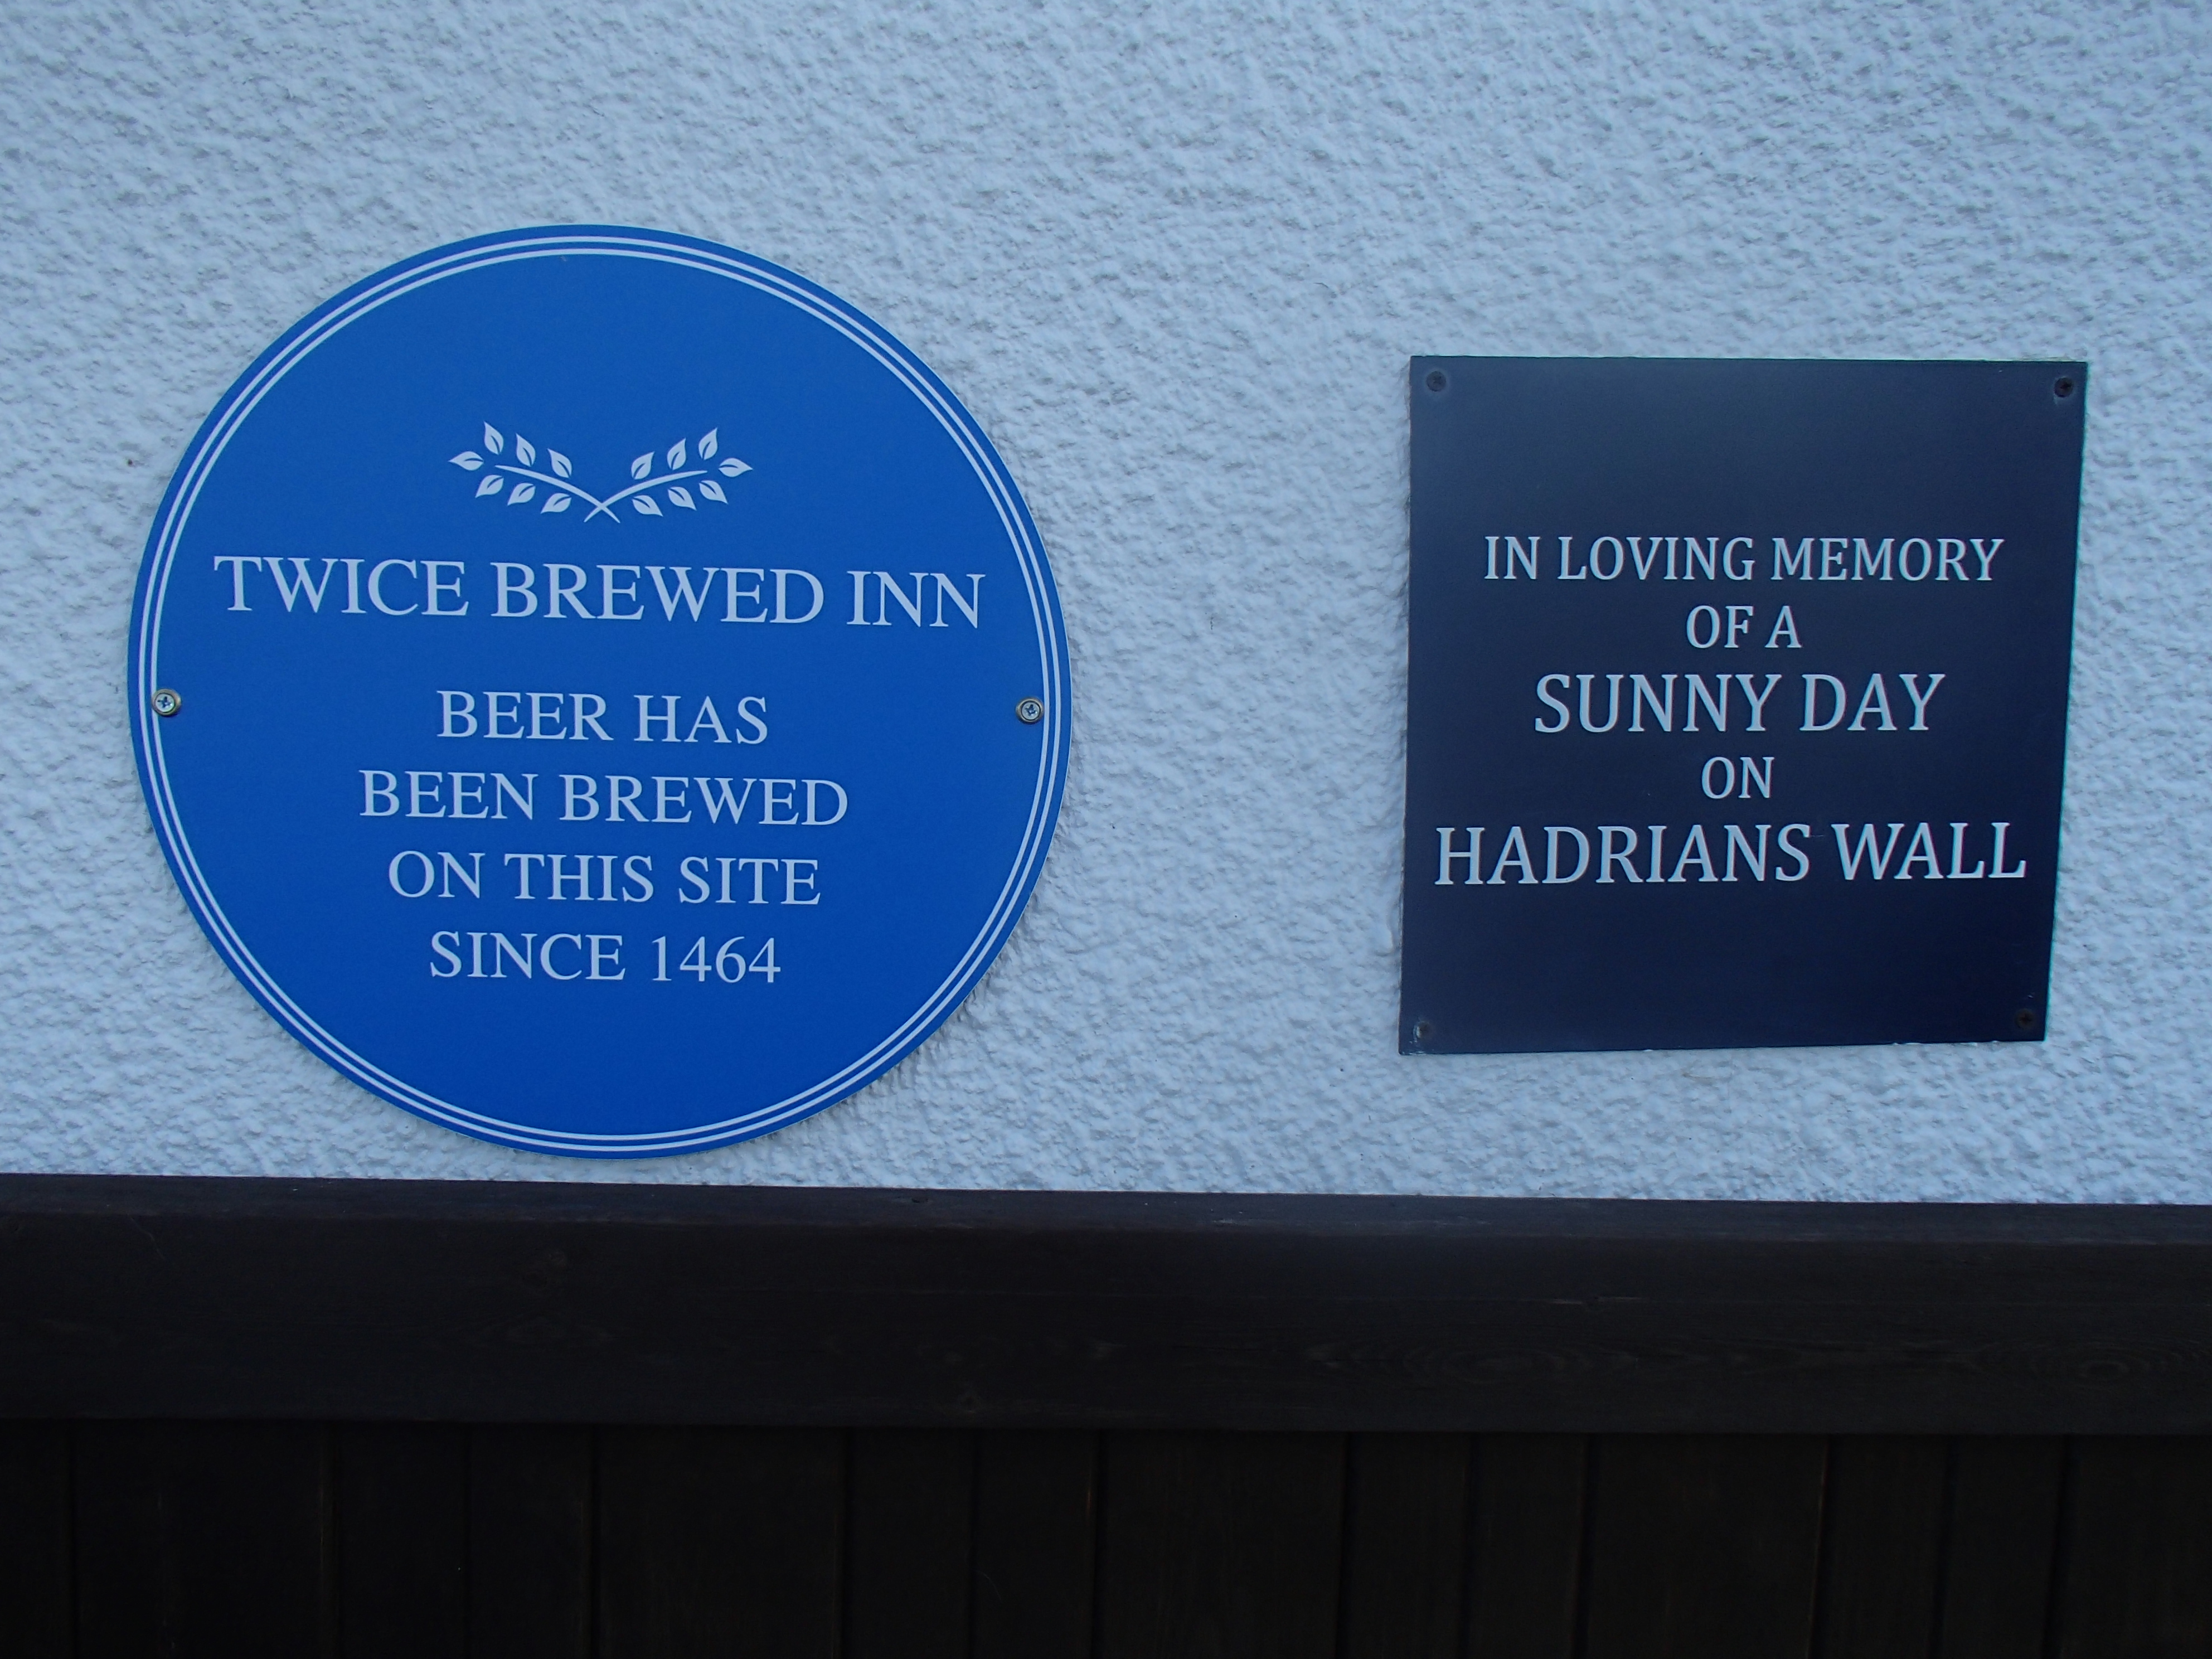 TWICE BREWED INN
BEER HAS
BEEN BREWED
ON THIS SITE
SINCE 1464
IN LOVING MEMORY
OF A
SUNNY DAY
ON
HADRIANS WALL